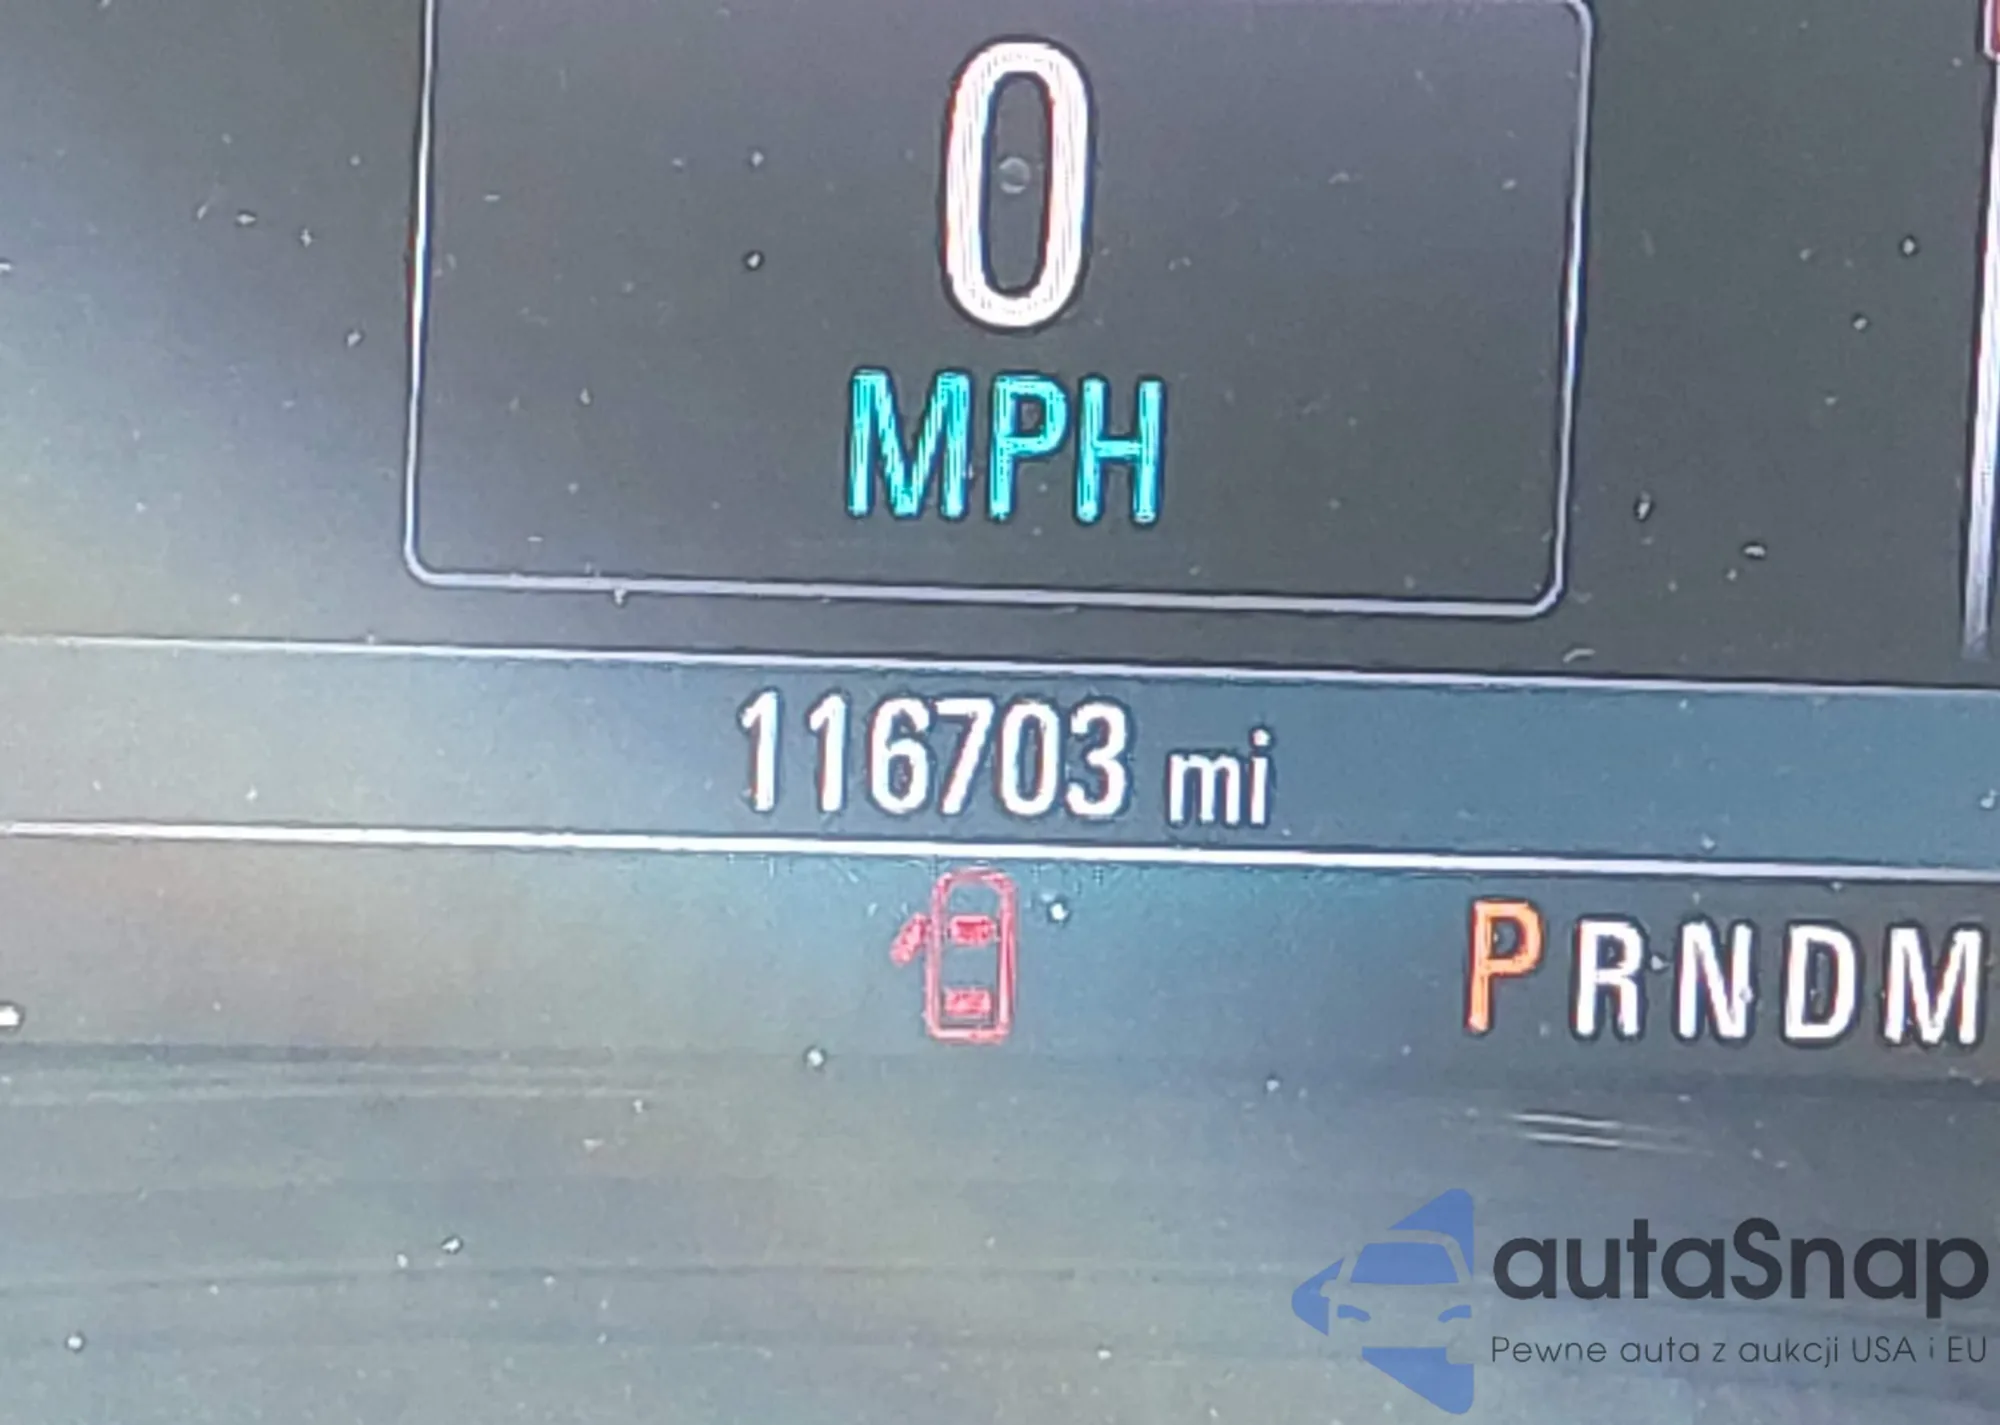 0
MPH
116703 mi
PRNDM
autaSnap
Pewne auta z aukcji USA i EU